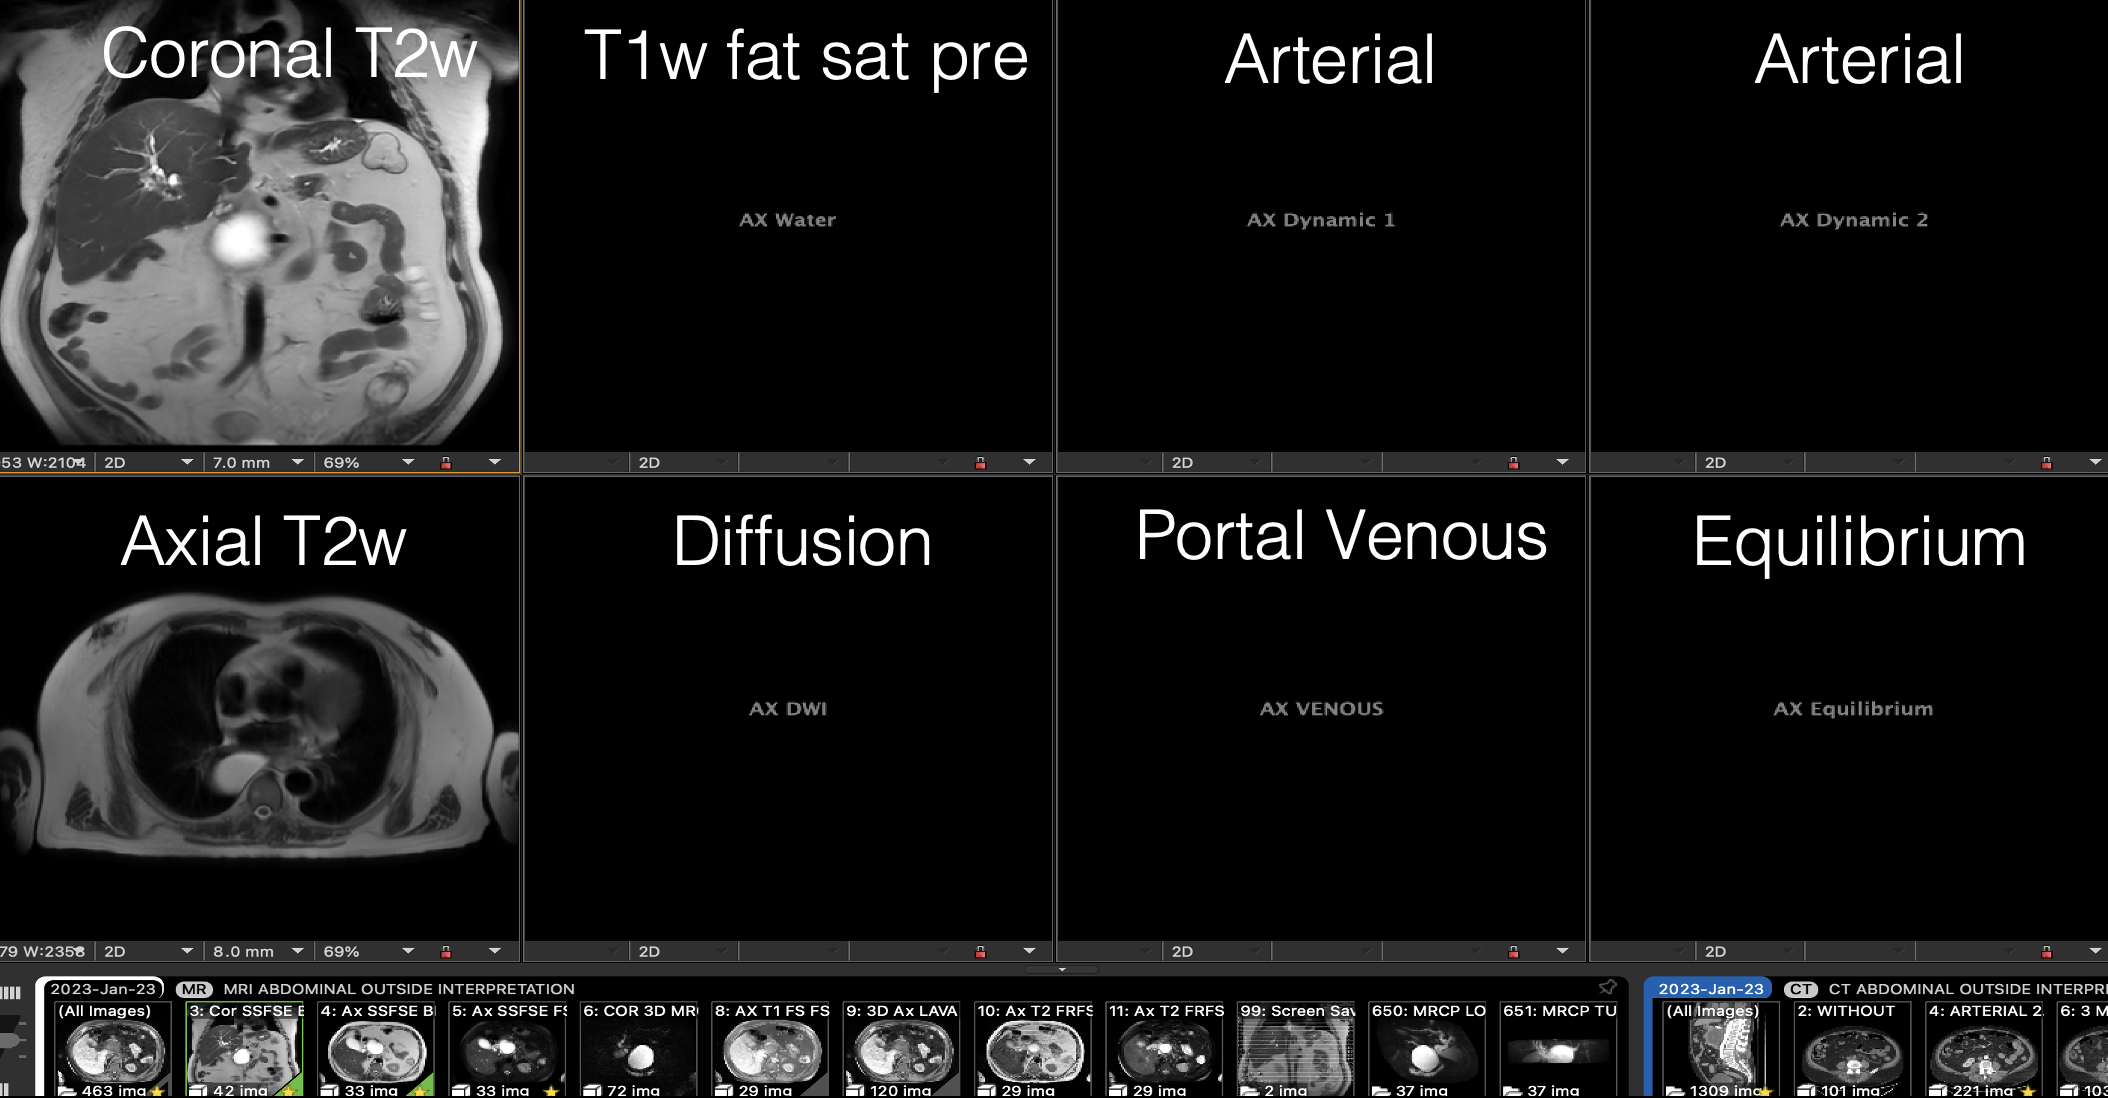 Coronal T2w
T1w fat sat pre
Arterial
Arterial
AX Water
AX Dynamic 1
AX Dynamic 2
53 W:2104 2D 7.0 mm 69%
2D
2D
2D
Axial T2w
Diffusion
Portal Venous
Equilibrium
AX DWI
AX VENOUS
AX Equilibrium
79 W:2358 2D 8.0 mm 69%
2D
2D
2D
2023-Jan-23 MR MRI ABDOMINAL OUTSIDE INTERPRETATION
2023-Jan-23 CT CT ABDOMINAL OUTSIDE INTERPRE
(All Images)
463 img
3: Cor SSFSE B
42 img
4: Ax SSFSE B
33 img
5: Ax SSFSE FS
33 img
6: COR 3D MR
72 img
8: AX T1 FS FS
29 img
9: 3D Ax LAVA
120 img
10: Ax T2 FRFS
29 img
11: Ax T2 FRFS
29 img
99: Screen Sav
2 img
650: MRCP LO
37 img
651: MRCP TU
37 img
(All Images)
1309 img
2: WITHOUT
101 img
4: ARTERIAL 2
221 img
6: 3 M
103